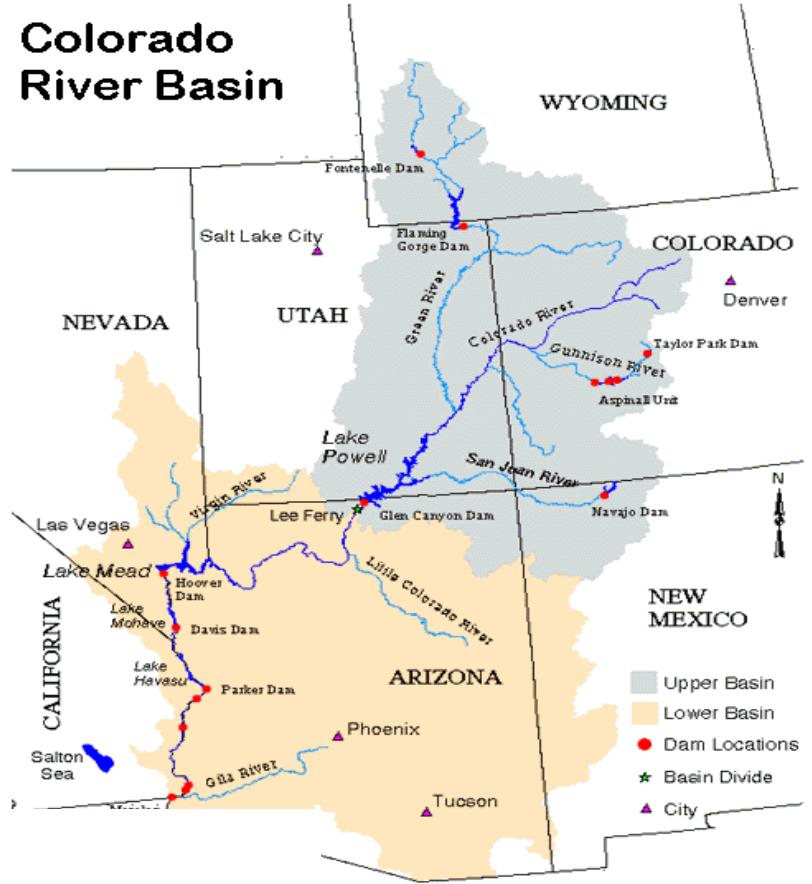 Colorado
River Basin
WYOMING
Fontenelle Dam
Flaming
Gorge Dam
Salt Lake City
COLORADO
Denver
UTAH
NEVADA
Green River
Colorado River
Gunnison River
Taylor Park Dam
Aspinall Unit
Lake
Powell
San Juan River
Virgin River
Lee Ferry
Glen Canyon Dam
Navajo Dam
N
Las Vegas
Lake Mead
Hoover
Dam
Little Colorado River
Lake
Mohave
Davis Dam
NEW
MEXICO
CALIFORNIA
Lake
Havasu
Parker Dam
ARIZONA
Upper Basin
Lower Basin
Phoenix
Dam Locations
Salton
Sea
Gila River
Basin Divide
Tucson
City